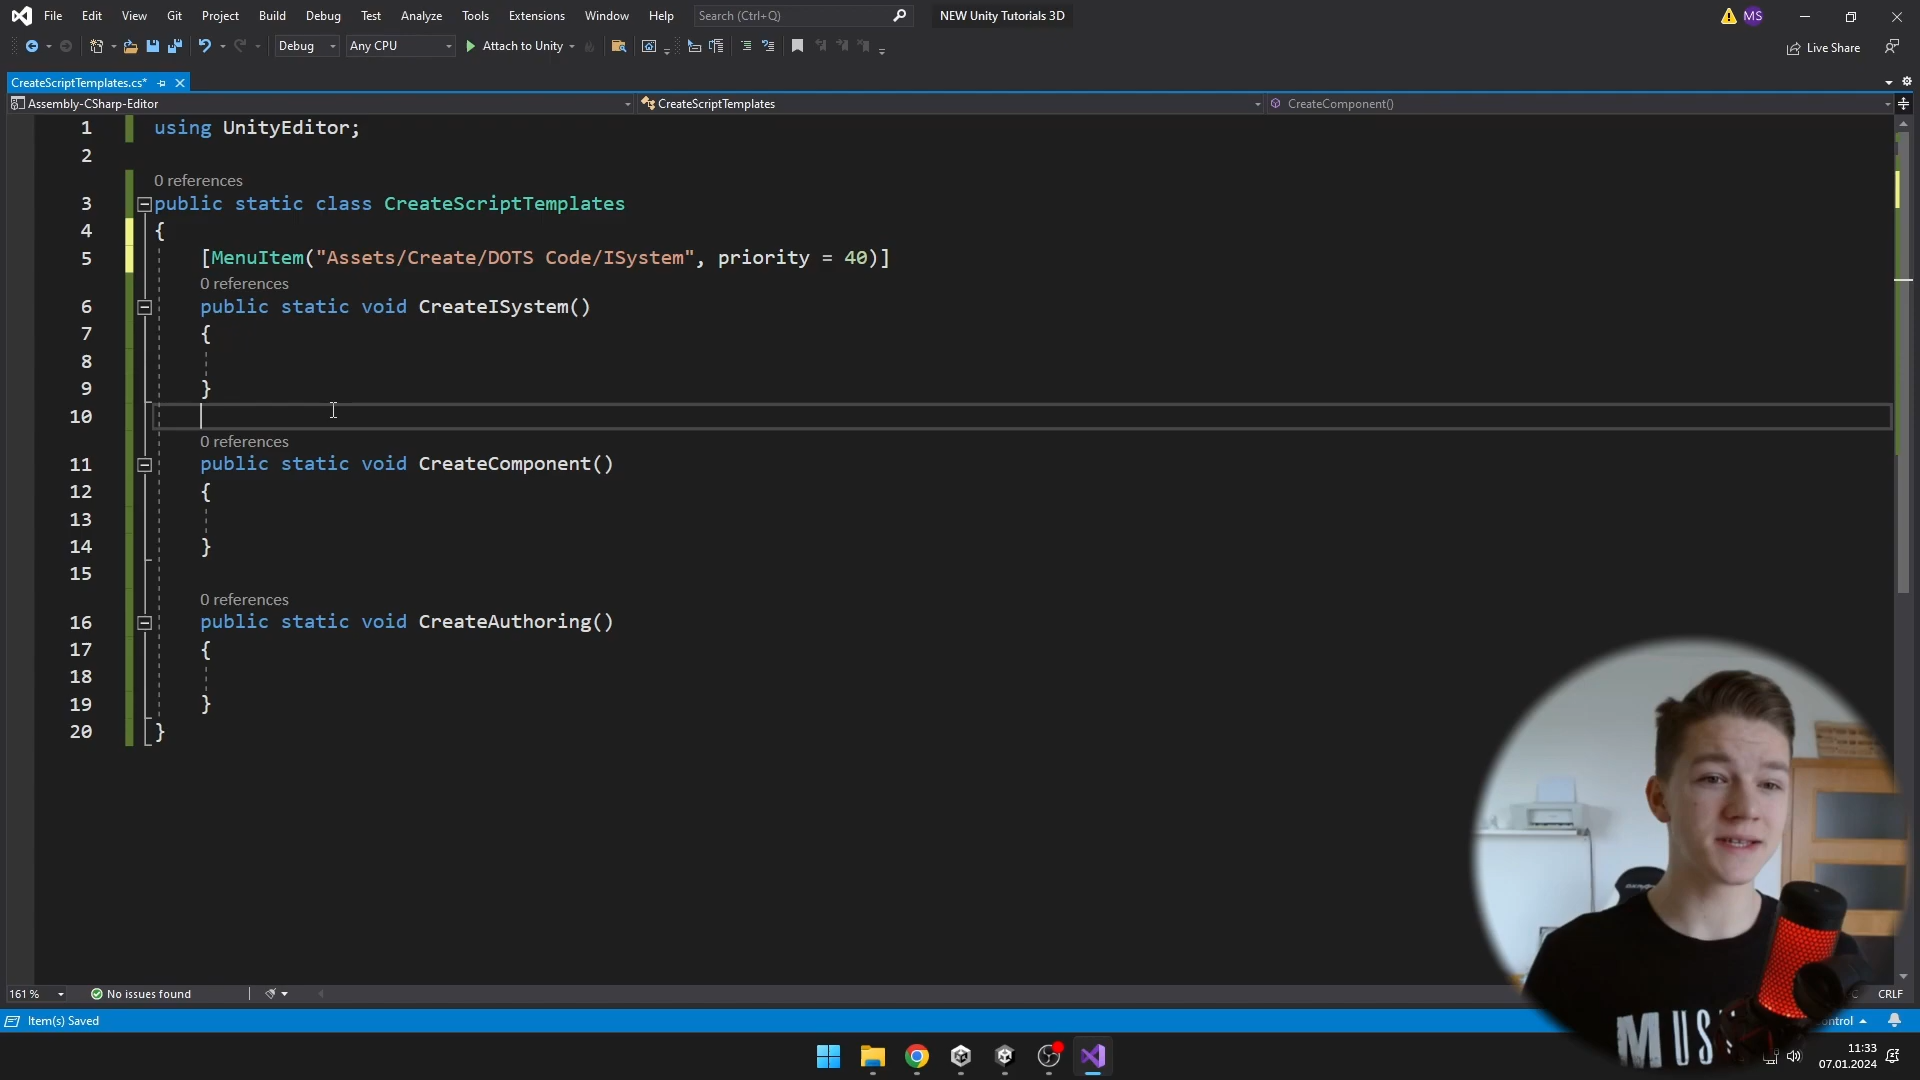 File Edit View Git Project Build Debug Test Analyze Tools Extensions Window Help Search (Ctrl+Q) NEW Unity Tutorials 3D MS
Debug Any CPU Attach to Unity Live Share
CreateScriptTemplates.cs*
Assembly-CSharp-Editor CreateScriptTemplates CreateComponent()
1 using UnityEditor;
2
0 references
3 public static class CreateScriptTemplates
4 {
5 [MenuItem("Assets/Create/DOTS Code/ISystem", priority = 40)]
0 references
6 public static void CreateISystem()
7 {
8
9 }
10
0 references
11 public static void CreateComponent()
12 {
13
14 }
15
0 references
16 public static void CreateAuthoring()
17 {
18
19 }
20 }
161 % No issues found CRLF
Item(s) Saved
11:33
07.01.2024